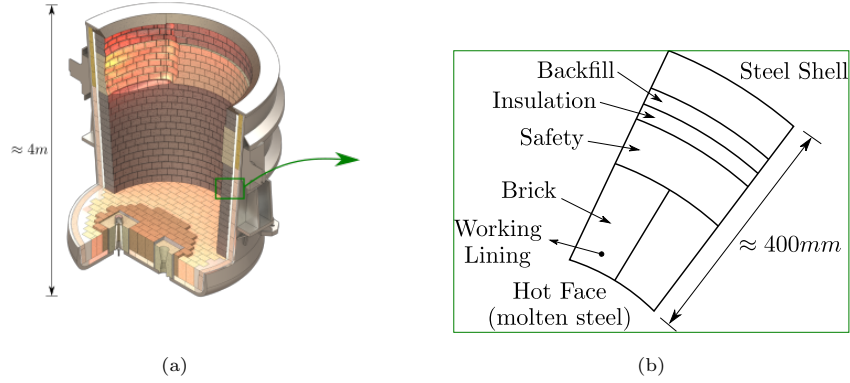 ≈ 4m
Backfill
Steel Shell
Insulation
Safety
Brick
Working
Lining
≈ 400mm
Hot Face
(molten steel)
(a)
(b)